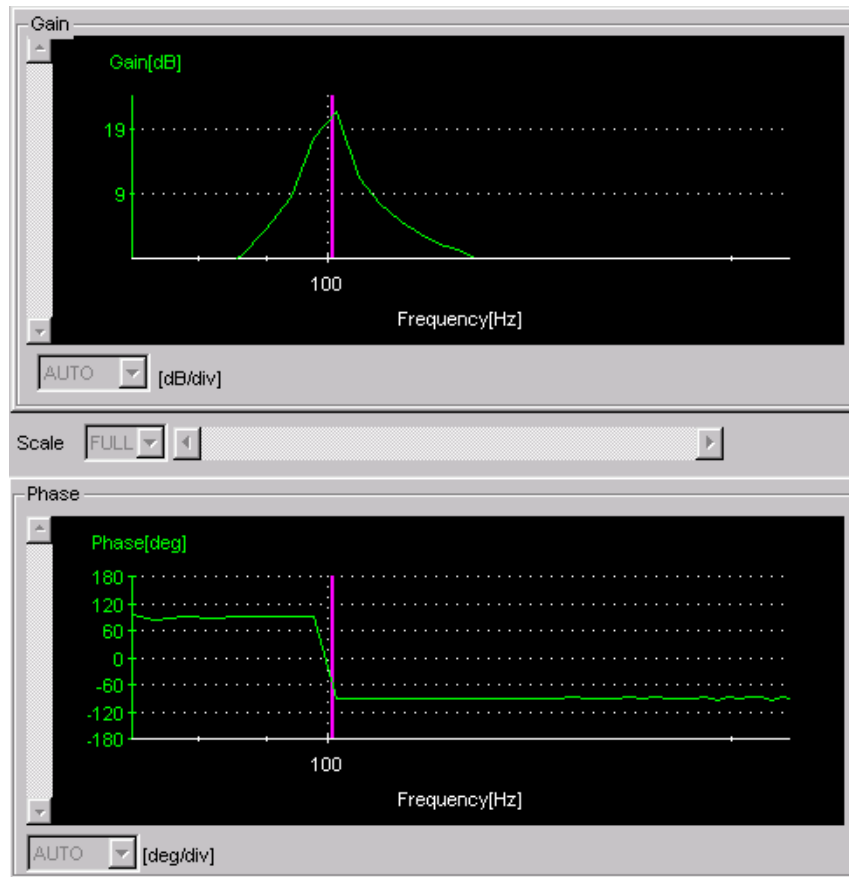 Gain
Gain[dB]
19
9
100
Frequency[Hz]
AUTO [dB/div]
Scale FULL
Phase
Phase[deg]
180
120
60
0
-60
-120
-180
100
Frequency[Hz]
AUTO [deg/div]